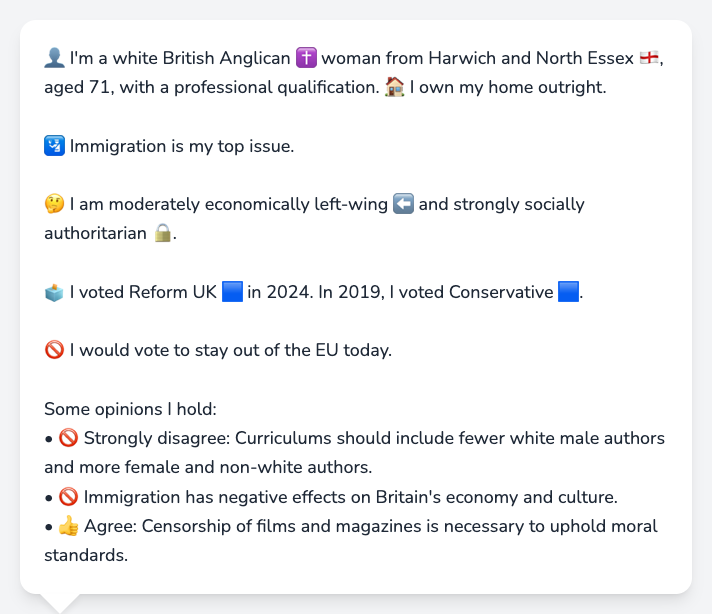 👤 I'm a white British Anglican ✝️ woman from Harwich and North Essex 🏴󠁧󠁢󠁥󠁮󠁧󠁿,
aged 71, with a professional qualification. 🏠 I own my home outright.
🛂 Immigration is my top issue.
🤔 I am moderately economically left-wing ⬅️ and strongly socially
authoritarian 🔒.
🗳️ I voted Reform UK 🟦 in 2024. In 2019, I voted Conservative 🟦.
🚫 I would vote to stay out of the EU today.
Some opinions I hold:
• 🚫 Strongly disagree: Curriculums should include fewer white male authors
and more female and non-white authors.
• 🚫 Immigration has negative effects on Britain's economy and culture.
• 👍 Agree: Censorship of films and magazines is necessary to uphold moral
standards.